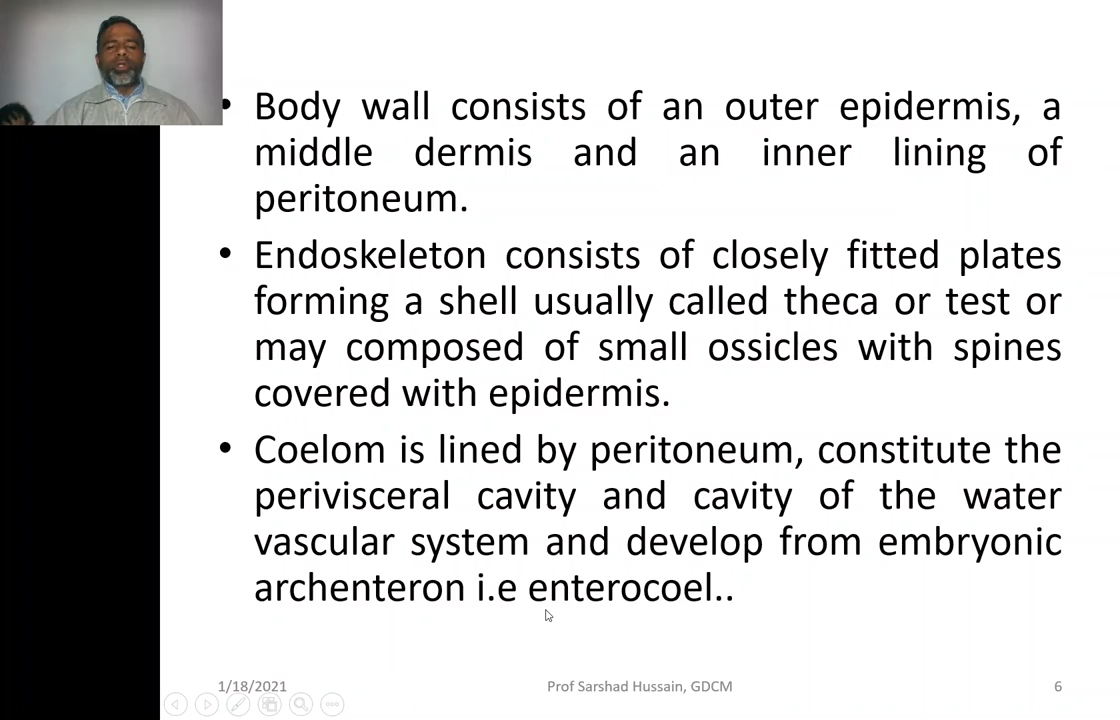 • Body wall consists of an outer epidermis, a
middle dermis and an inner lining of
peritoneum.
• Endoskeleton consists of closely fitted plates
forming a shell usually called theca or test or
may composed of small ossicles with spines
covered with epidermis.
• Coelom is lined by peritoneum, constitute the
perivisceral cavity and cavity of the water
vascular system and develop from embryonic
archenteron i.e enterocoel..
1/18/2021
Prof Sarshad Hussain, GDCM
6